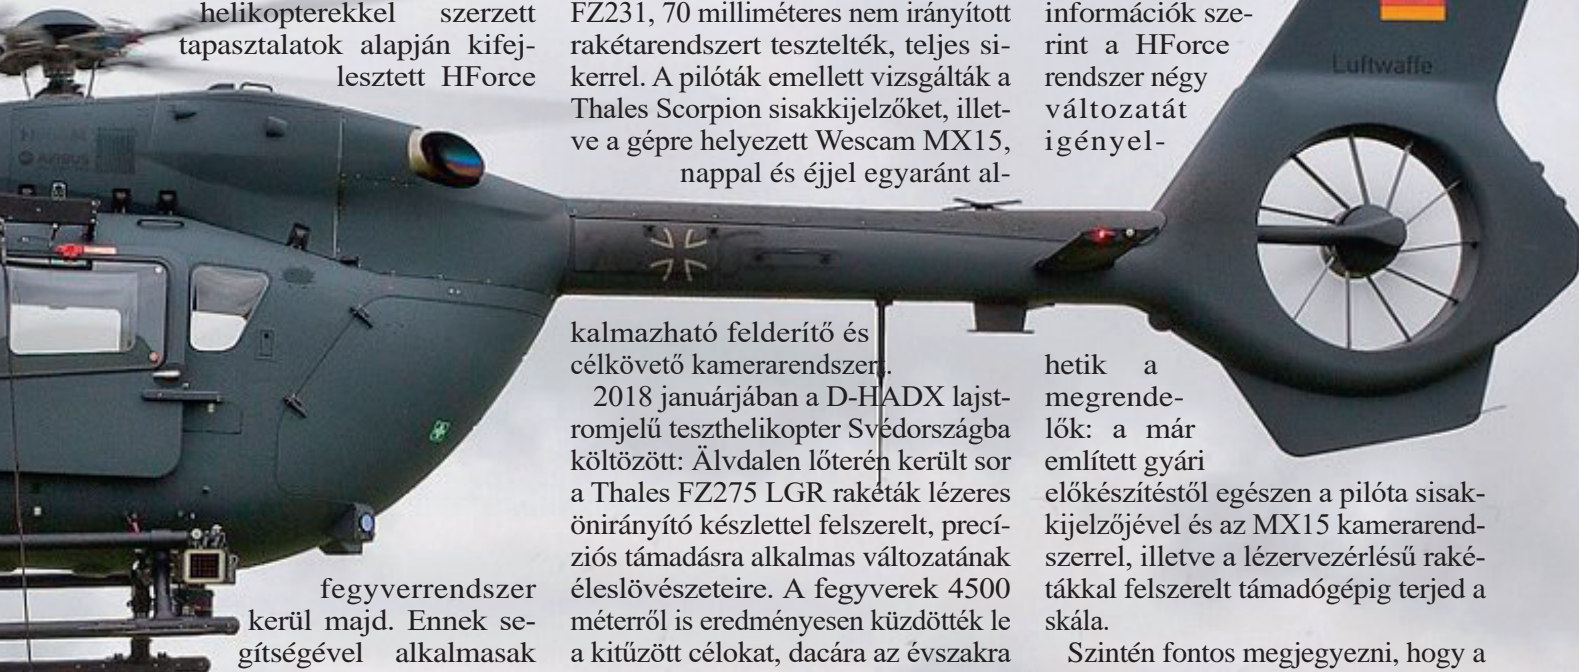 helikopterekkel szerzett
tapasztalatok alapján kifej-
lesztett HForce
fegyverrendszer
kerül majd. Ennek se-
gítségével alkalmasak
FZ231, 70 milliméteres nem irányított
rakétarendszert tesztelték, teljes si-
kerrel. A pilóták emellett vizsgálták a
Thales Scorpion sisakkijelzőket, illet-
ve a gépre helyezett Wescam MX15,
nappal és éjjel egyaránt al-
kalmazható felderítő és
célkövető kamerarendszert.
2018 januárjában a D-HADX lajst-
romjelű teszthelikopter Svédországba
költözött: Älvdalen lőterén került sor
a Thales FZ275 LGR rakéták lézeres
önirányító készlettel felszerelt, precí-
ziós támadásra alkalmas változatának
éleslövészeteire. A fegyverek 4500
méterről is eredményesen küzdötték le
a kitűzött célokat, dacára az évszakra
információk sze-
rint a HForce
rendszer négy
változatát
igényel-
hetik a
megrende-
lők: a már
említett gyári
előkészítéstől egészen a pilóta sisak-
kijelzőjével és az MX15 kamerarend-
szerrel, illetve a lézervezérlésű raké-
tákkal felszerelt támadógépig terjed a
skála.
Szintén fontos megjegyezni, hogy a
Luftwaffe
AIRBUS